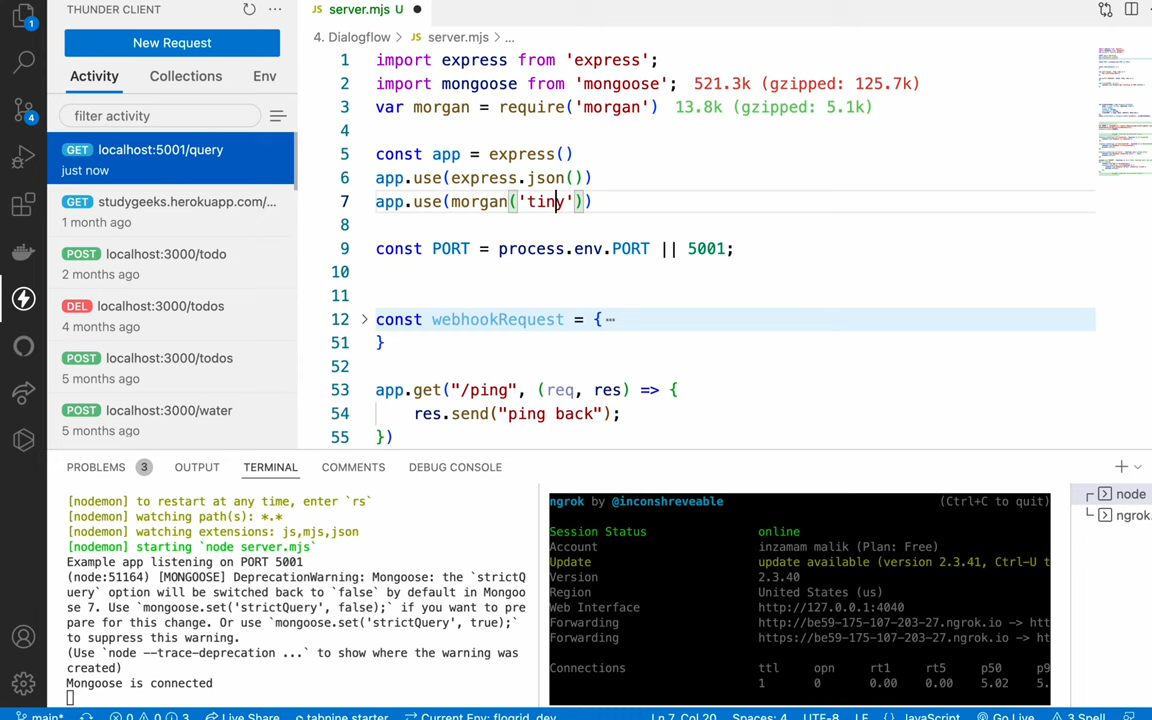 THUNDER CLIENT
New Request
Activity Collections Env
filter activity
GET localhost:5001/query
just now
GET studygeeks.herokuapp.com/...
1 month ago
POST localhost:3000/todo
2 months ago
DEL localhost:3000/todos
4 months ago
POST localhost:3000/todos
5 months ago
POST localhost:3000/water
5 months ago
1
4
JS server.mjs U ●
4. Dialogflow > JS server.mjs > ...
1 import express from 'express';
2 import mongoose from 'mongoose'; 521.3k (gzipped: 125.7k)
3 var morgan = require('morgan') 13.8k (gzipped: 5.1k)
4
5 const app = express()
6 app.use(express.json())
7 app.use(morgan('tiny'))
8
9 const PORT = process.env.PORT || 5001;
10
11
12 > const webhookRequest = { ⋯
51 }
52
53 app.get("/ping", (req, res) => {
54 res.send("ping back");
55 })
PROBLEMS 3 OUTPUT TERMINAL COMMENTS DEBUG CONSOLE
[nodemon] to restart at any time, enter `rs`
[nodemon] watching path(s): *.*
[nodemon] watching extensions: js,mjs,json
[nodemon] starting `node server.mjs`
Example app listening on PORT 5001
(node:51164) [MONGOOSE] DeprecationWarning: Mongoose: the `strictQ
uery` option will be switched back to `false` by default in Mongoo
se 7. Use `mongoose.set('strictQuery', false);` if you want to pre
pare for this change. Or use `mongoose.set('strictQuery', true);`
to suppress this warning.
(Use `node --trace-deprecation ...` to show where the warning was
created)
Mongoose is connected
ngrok by @inconshreveable (Ctrl+C to quit)
Session Status online
Account inzamam malik (Plan: Free)
Update update available (version 2.3.41, Ctrl-U t
Version 2.3.40
Region United States (us)
Web Interface http://127.0.0.1:4040
Forwarding http://be59-175-107-203-27.ngrok.io -> htt
Forwarding https://be59-175-107-203-27.ngrok.io -> ht
Connections ttl opn rt1 rt5 p50 p9
1 0 0.00 0.00 5.02 5.
node
ngrok
main* 0 0 3 Live Share tabnine starter Current Env: flogrid_dev Ln 7, Col 20 Spaces: 4 UTF-8 LF {} JavaScript Go Live 3 Spell